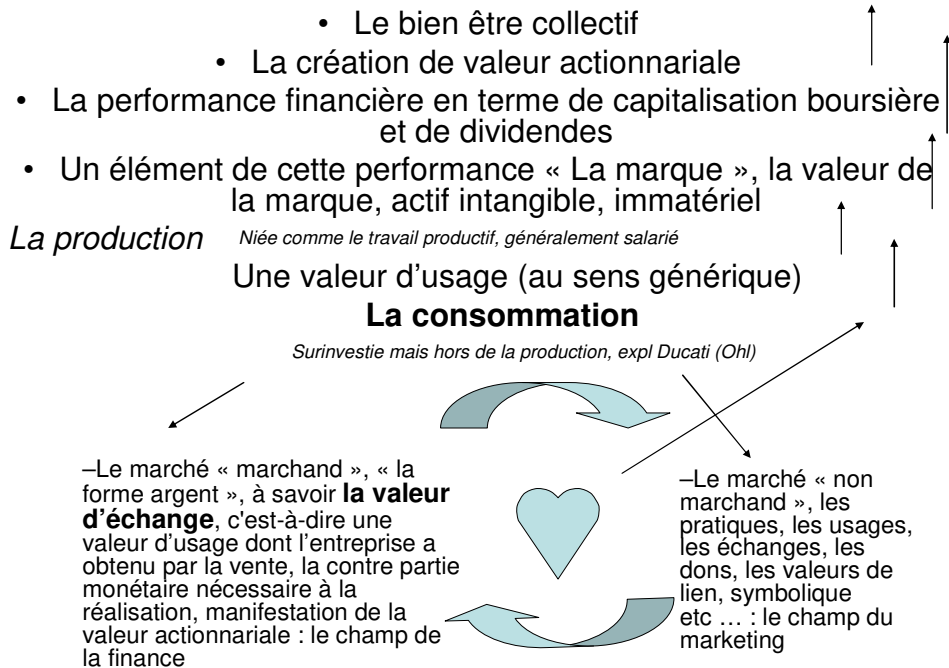 • Le bien être collectif
• La création de valeur actionnariale
• La performance financière en terme de capitalisation boursière
et de dividendes
• Un élément de cette performance « La marque », la valeur de
la marque, actif intangible, immatériel
La production Niée comme le travail productif, généralement salarié
Une valeur d’usage (au sens générique)
La consommation
Surinvestie mais hors de la production, expl Ducati (Ohl)
–Le marché « marchand », « la
forme argent », à savoir la valeur
d’échange, c'est-à-dire une
valeur d’usage dont l’entreprise a
obtenu par la vente, la contre partie
monétaire nécessaire à la
réalisation, manifestation de la
valeur actionnariale : le champ de
la finance
–Le marché « non
marchand », les
pratiques, les usages,
les échanges, les
dons, les valeurs de
lien, symbolique
etc … : le champ du
marketing